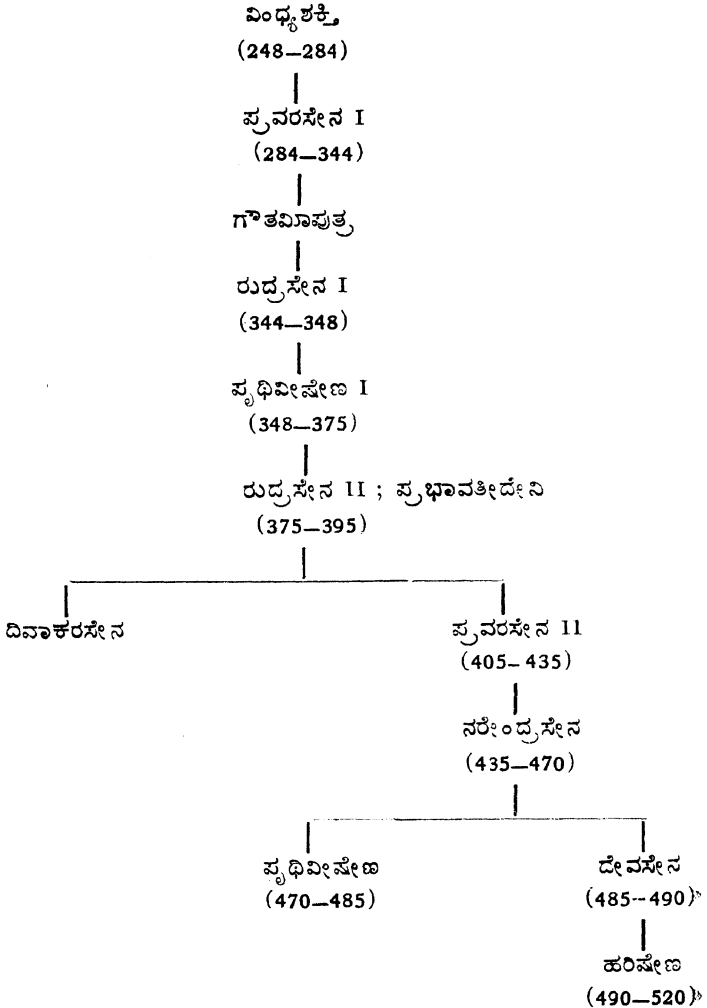 ವಿಂಧ್ಯಶಕ್ತಿ
(248—284)
ಪ್ರವರಸೇನ I
(284—344)
ಗೌತಮೀಪುತ್ರ
ರುದ್ರಸೇನ I
(344—348)
ಪೃಥಿವೀಷೇಣ I
(348—375)
ರುದ್ರಸೇನ II ; ಪ್ರಭಾವತೀದೇವಿ
(375—395)
ದಿವಾಕರಸೇನ
ಪ್ರವರಸೇನ II
(405—435)
ನರೇಂದ್ರಸೇನ
(435—470)
ಪೃಥಿವೀಷೇಣ
ದೇವಸೇನ
(470—485)
(485--490)
ಹರಿಷೇಣ
(490—520)